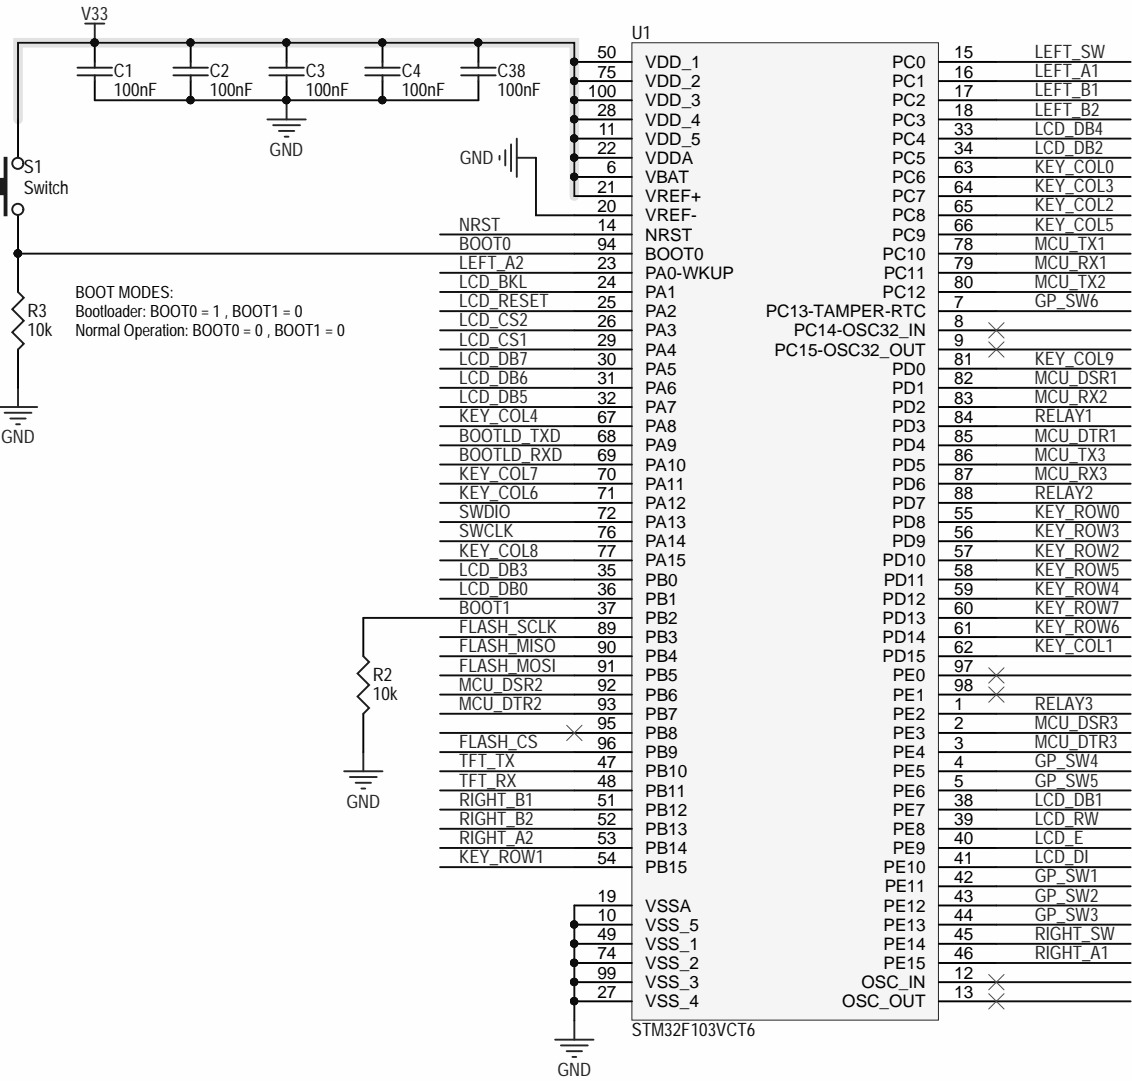 V33
C1
100nF
C2
100nF
C3
100nF
C4
100nF
C38
100nF
GND
S1
Switch
GND
R3
10k
GND
BOOT MODES:
Bootloader: BOOT0 = 1 , BOOT1 = 0
Normal Operation: BOOT0 = 0 , BOOT1 = 0
R2
10k
GND
U1
50 VDD_1
75 VDD_2
100 VDD_3
28 VDD_4
11 VDD_5
22 VDDA
6 VBAT
21 VREF+
20 VREF-
NRST 14 NRST
BOOT0 94 BOOT0
LEFT_A2 23 PA0-WKUP
LCD_BKL 24 PA1
LCD_RESET 25 PA2
LCD_CS2 26 PA3
LCD_CS1 29 PA4
LCD_DB7 30 PA5
LCD_DB6 31 PA6
LCD_DB5 32 PA7
KEY_COL4 67 PA8
BOOTLD_TXD 68 PA9
BOOTLD_RXD 69 PA10
KEY_COL7 70 PA11
KEY_COL6 71 PA12
SWDIO 72 PA13
SWCLK 76 PA14
KEY_COL8 77 PA15
LCD_DB3 35 PB0
LCD_DB0 36 PB1
BOOT1 37 PB2
FLASH_SCLK 89 PB3
FLASH_MISO 90 PB4
FLASH_MOSI 91 PB5
MCU_DSR2 92 PB6
MCU_DTR2 93 PB7
95 PB8
FLASH_CS 96 PB9
TFT_TX 47 PB10
TFT_RX 48 PB11
RIGHT_B1 51 PB12
RIGHT_B2 52 PB13
RIGHT_A2 53 PB14
KEY_ROW1 54 PB15
19 VSSA
10 VSS_5
49 VSS_1
74 VSS_2
99 VSS_3
27 VSS_4
GND
PC0 15 LEFT_SW
PC1 16 LEFT_A1
PC2 17 LEFT_B1
PC3 18 LEFT_B2
PC4 33 LCD_DB4
PC5 34 LCD_DB2
PC6 63 KEY_COL0
PC7 64 KEY_COL3
PC8 65 KEY_COL2
PC9 66 KEY_COL5
PC10 78 MCU_TX1
PC11 79 MCU_RX1
PC12 80 MCU_TX2
PC13-TAMPER-RTC 7 GP_SW6
PC14-OSC32_IN 8
PC15-OSC32_OUT 9
PD0 81 KEY_COL9
PD1 82 MCU_DSR1
PD2 83 MCU_RX2
PD3 84 RELAY1
PD4 85 MCU_DTR1
PD5 86 MCU_TX3
PD6 87 MCU_RX3
PD7 88 RELAY2
PD8 55 KEY_ROW0
PD9 56 KEY_ROW3
PD10 57 KEY_ROW2
PD11 58 KEY_ROW5
PD12 59 KEY_ROW4
PD13 60 KEY_ROW7
PD14 61 KEY_ROW6
PD15 62 KEY_COL1
PE0 97
PE1 98
PE2 1 RELAY3
PE3 2 MCU_DSR3
PE4 3 MCU_DTR3
PE5 4 GP_SW4
PE6 5 GP_SW5
PE7 38 LCD_DB1
PE8 39 LCD_RW
PE9 40 LCD_E
PE10 41 LCD_DI
PE11 42 GP_SW1
PE12 43 GP_SW2
PE13 44 GP_SW3
PE14 45 RIGHT_SW
PE15 46 RIGHT_A1
OSC_IN 12
OSC_OUT 13
STM32F103VCT6